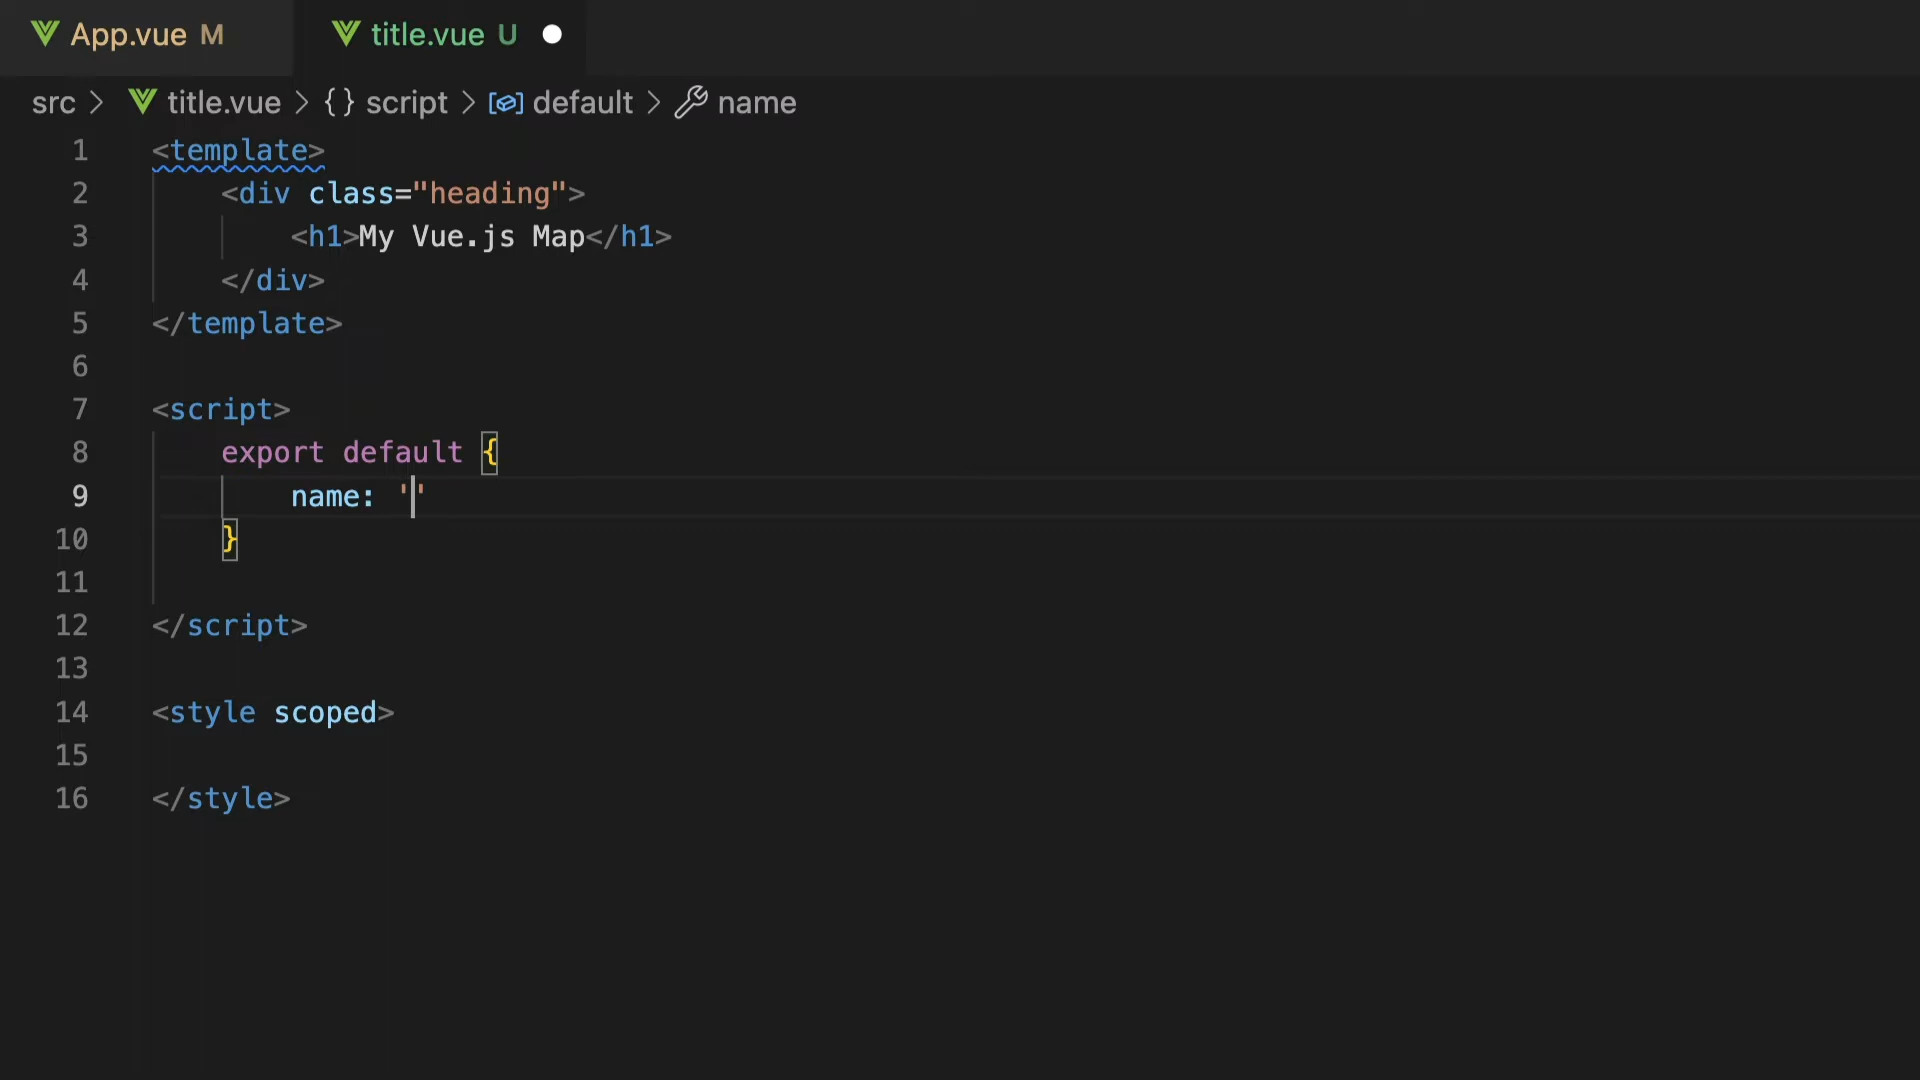 App.vue M title.vue U
src > title.vue > {} script > default > name
1 <template>
2 <div class="heading">
3 <h1>My Vue.js Map</h1>
4 </div>
5 </template>
6
7 <script>
8 export default {
9 name: ''
10 }
11
12 </script>
13
14 <style scoped>
15
16 </style>